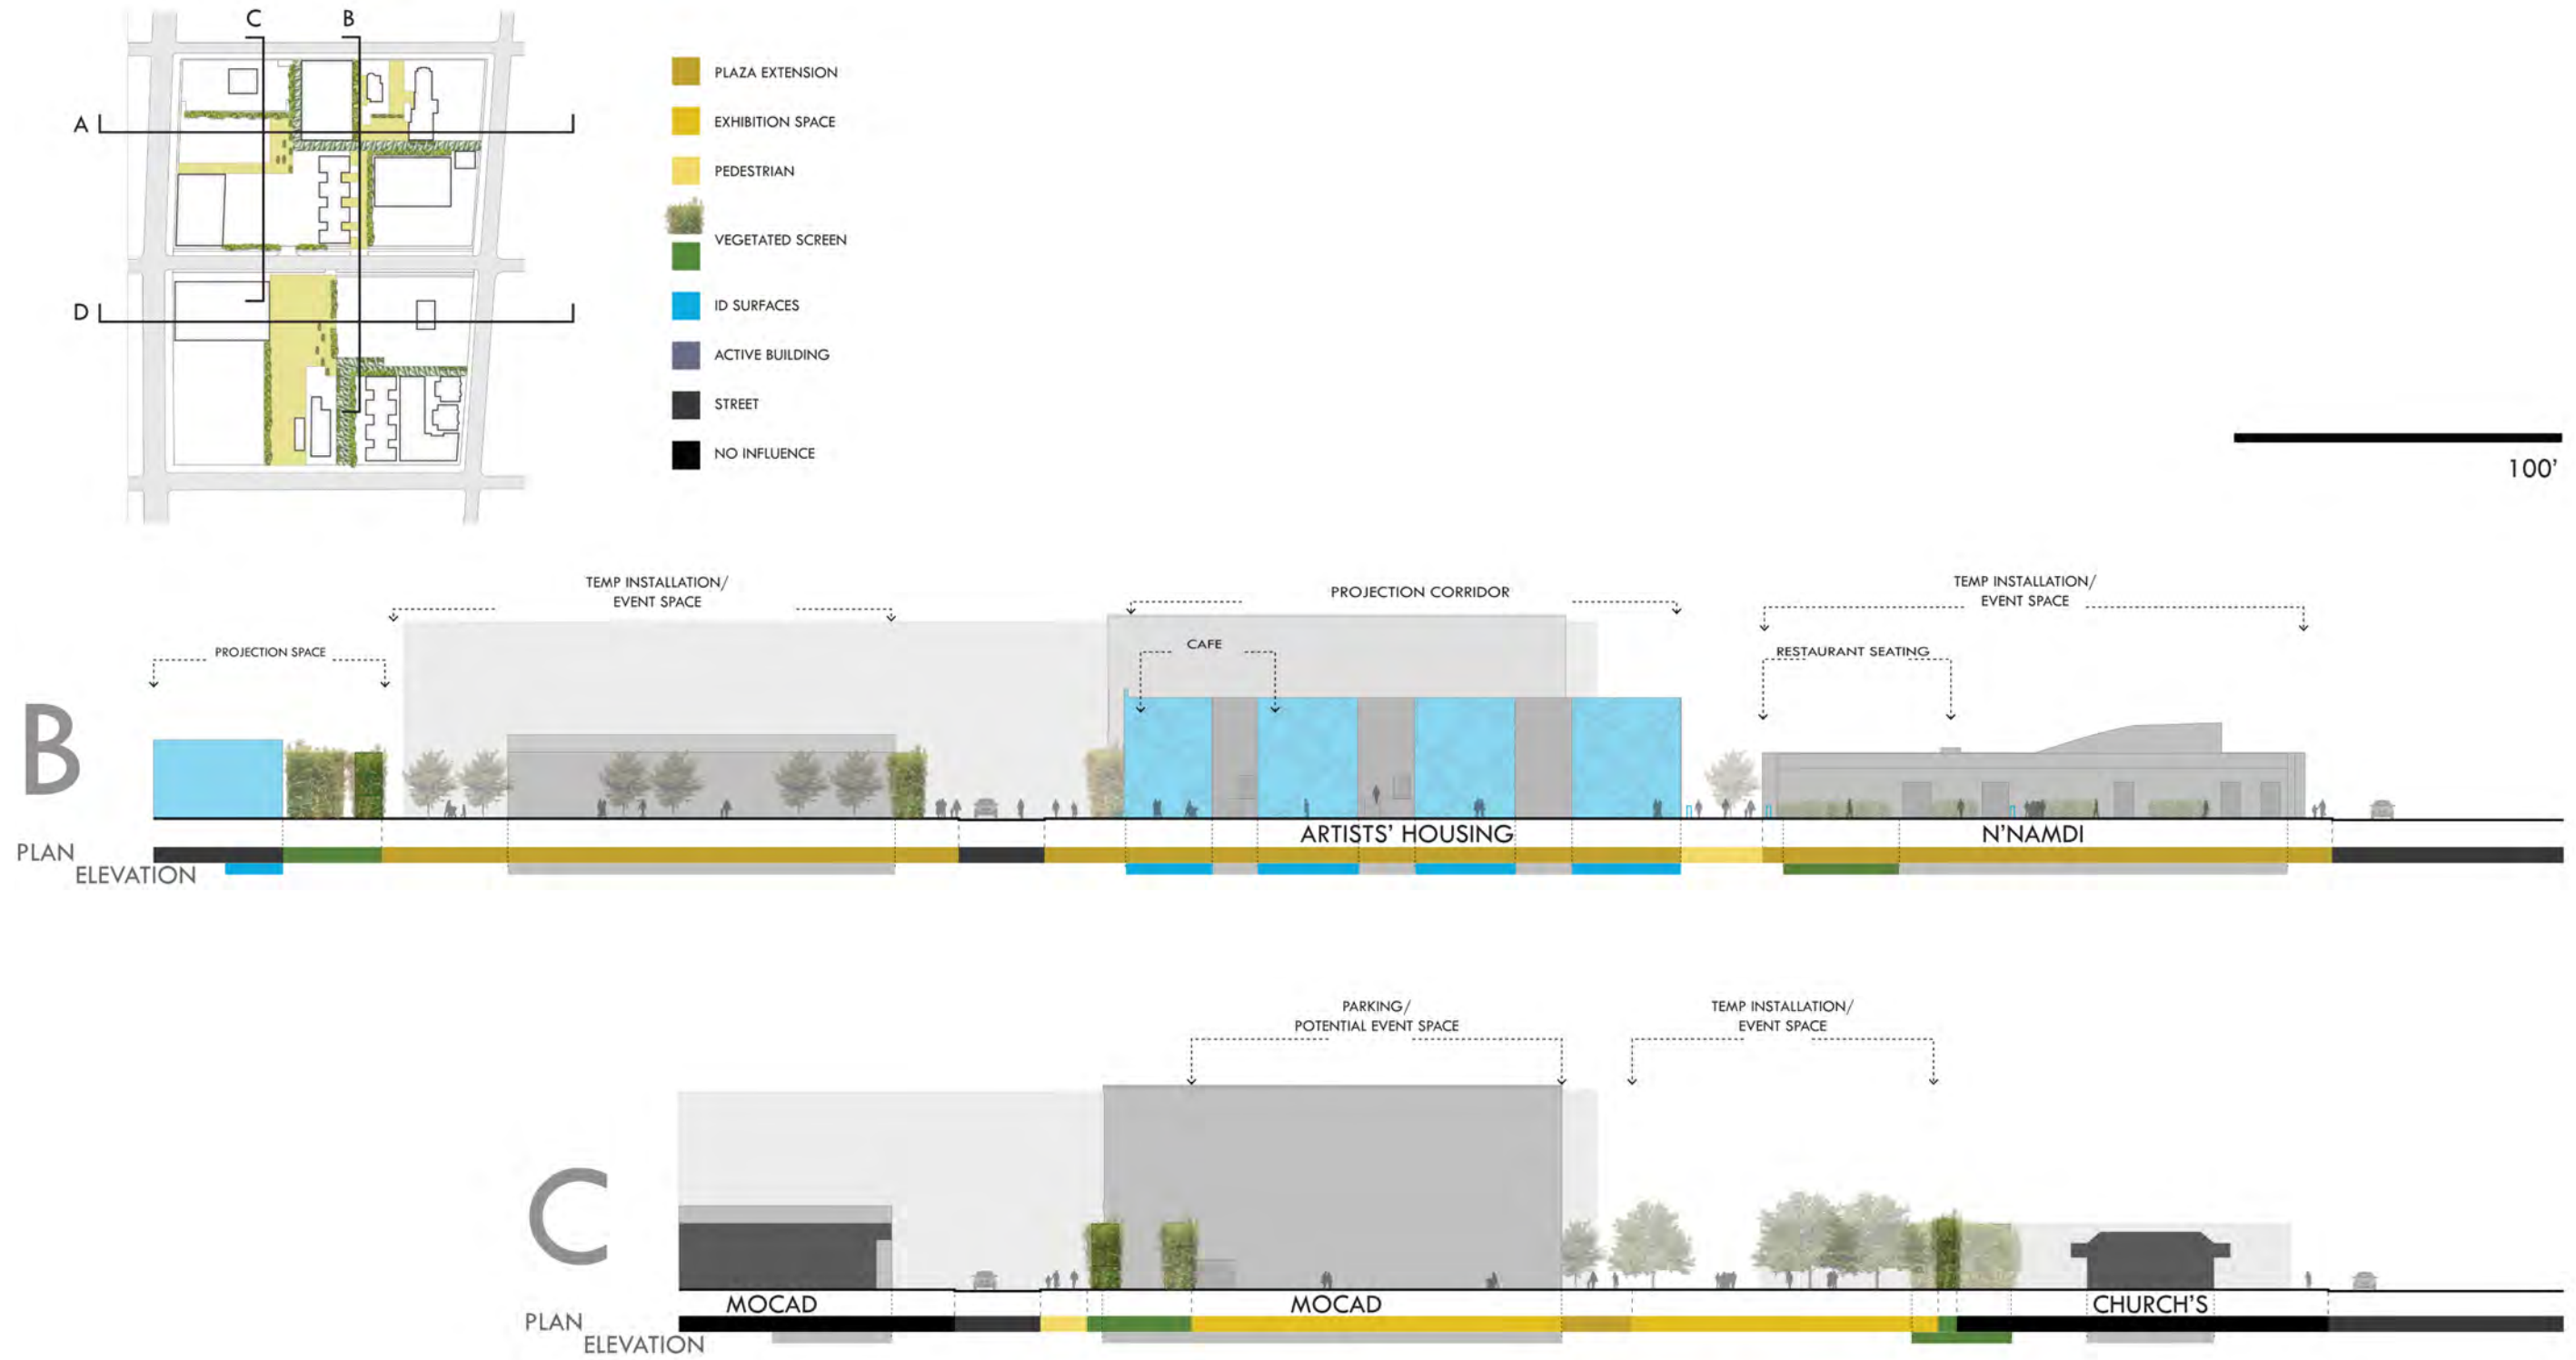 C
B
A
D
PLAZA EXTENSION
EXHIBITION SPACE
PEDESTRIAN
VEGETATED SCREEN
ID SURFACES
ACTIVE BUILDING
STREET
NO INFLUENCE
100'
B
PROJECTION SPACE
TEMP INSTALLATION/
EVENT SPACE
PROJECTION CORRIDOR
CAFE
TEMP INSTALLATION/
EVENT SPACE
RESTAURANT SEATING
ARTISTS' HOUSING
N'NAMDI
PLAN
ELEVATION
C
PARKING/
POTENTIAL EVENT SPACE
TEMP INSTALLATION/
EVENT SPACE
MOCAD
MOCAD
CHURCH'S
PLAN
ELEVATION